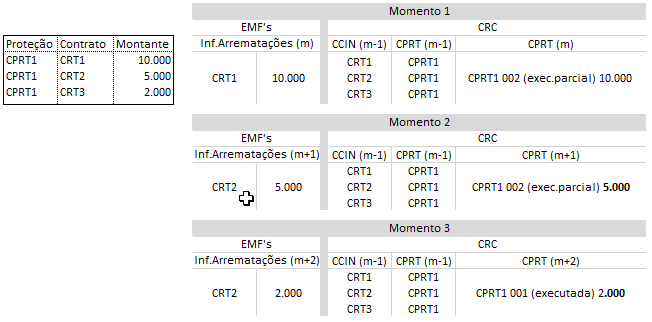 Proteção Contrato Montante
CPRT1 CRT1 10.000
CPRT1 CRT2 5.000
CPRT1 CRT3 2.000
Momento 1
EMF's CRC
Inf.Arrematações (m) CCIN (m-1) CPRT (m-1) CPRT (m)
CRT1 CPRT1
CRT1 10.000 CRT2 CPRT1 CPRT1 002 (exec.parcial) 10.000
CRT3 CPRT1
Momento 2
EMF's CRC
Inf.Arrematações (m+1) CCIN (m-1) CPRT (m-1) CPRT (m+1)
CRT1 CPRT1
CRT2 5.000 CRT2 CPRT1 CPRT1 002 (exec.parcial) 5.000
CRT3 CPRT1
Momento 3
EMF's CRC
Inf.Arrematações (m+2) CCIN (m-1) CPRT (m-1) CPRT (m+2)
CRT1 CPRT1
CRT2 2.000 CRT2 CPRT1 CPRT1 001 (executada) 2.000
CRT3 CPRT1